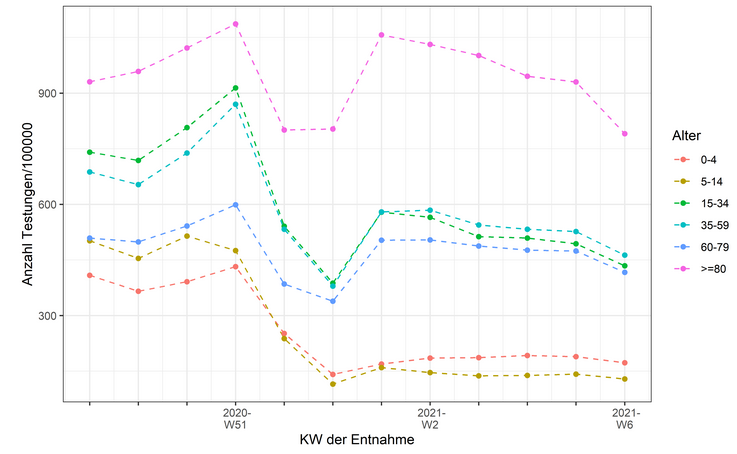 Anzahl Testungen/100000
900
600
300
2020-
W51
2021-
W2
2021-
W6
KW der Entnahme
Alter
0-4
5-14
15-34
35-59
60-79
>=80